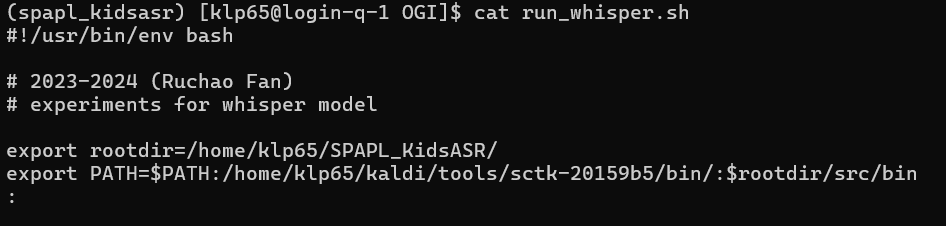 (spapl_kidsasr) [klp65@login-q-1 OGI]$ cat run_whisper.sh
#!/usr/bin/env bash
# 2023-2024 (Ruchao Fan)
# experiments for whisper model
export rootdir=/home/klp65/SPAPL_KidsASR/
export PATH=$PATH:/home/klp65/kaldi/tools/sctk-20159b5/bin/:$rootdir/src/bin
: